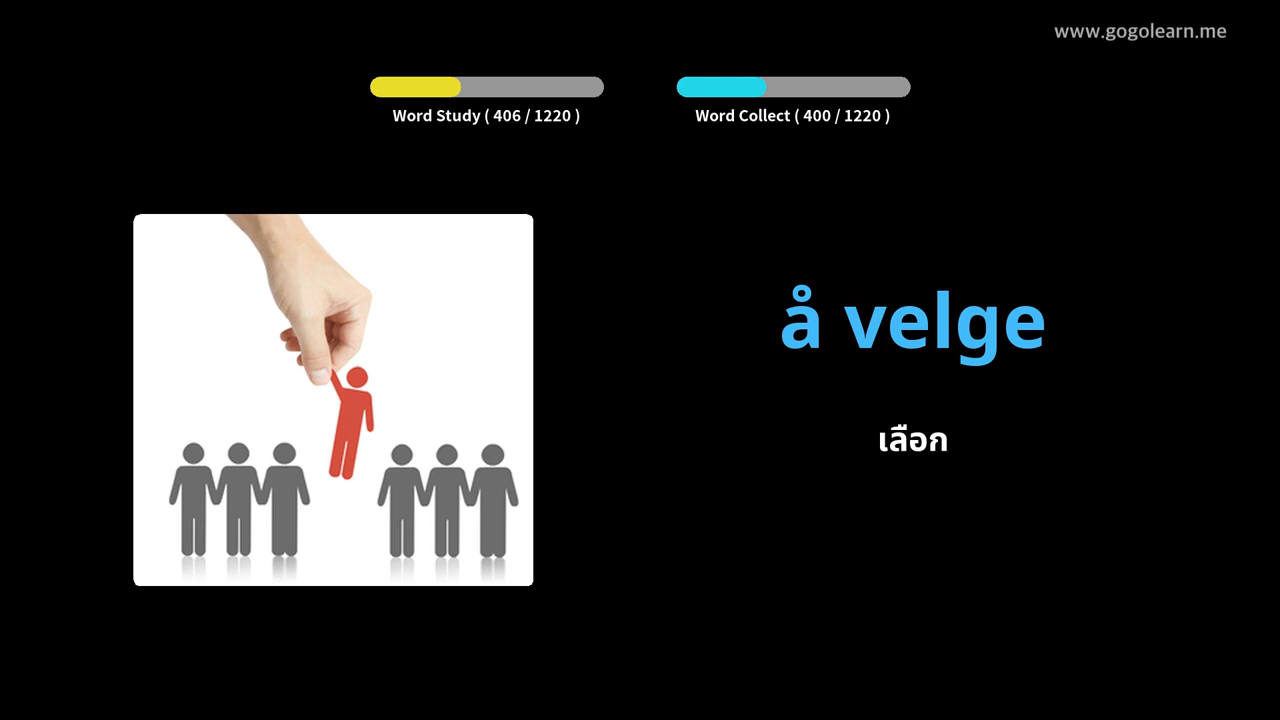 www.gogolearn.me
Word Study ( 406 / 1220 )
Word Collect ( 400 / 1220 )
å velge
เลือก